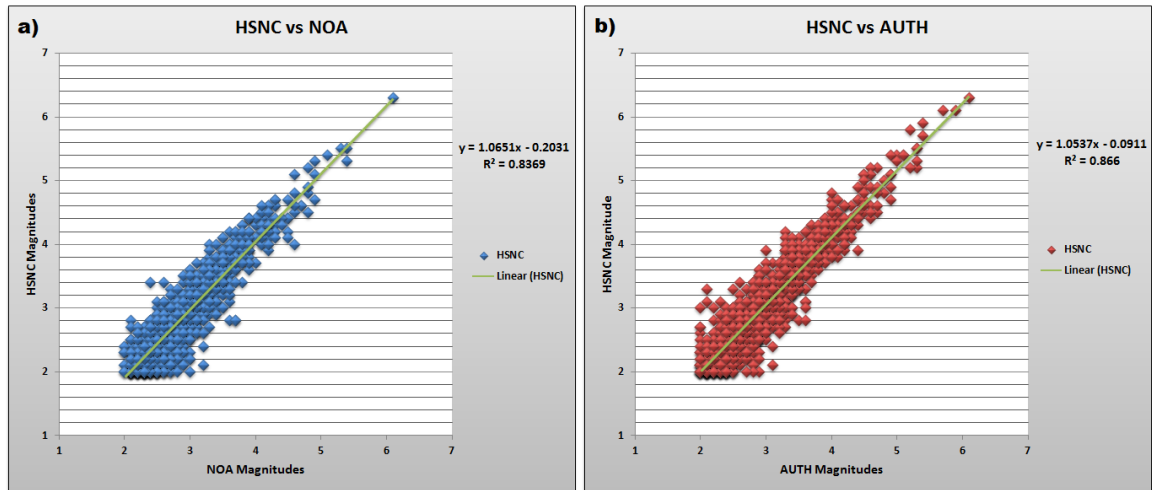 a)
HSNC vs NOA
7
6
5
4
3
2
1
HSNC Magnitudes
1 2 3 4 5 6 7
NOA Magnitudes
y = 1.0651x - 0.2031
R² = 0.8369
HSNC
Linear (HSNC)
b)
HSNC vs AUTH
7
6
5
4
3
2
1
HSNC Magnitude
1 2 3 4 5 6 7
AUTH Magnitudes
y = 1.0537x - 0.0911
R² = 0.866
HSNC
Linear (HSNC)